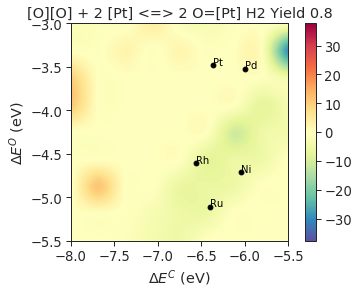 [O][O] + 2 [Pt] <=> 2 O=[Pt] H2 Yield 0.8
−3.0
−3.5
−4.0
−4.5
−5.0
−5.5
ΔE^O (eV)
Pt
Pd
Rh
Ni
Ru
−8.0 −7.5 −7.0 −6.5 −6.0 −5.5
ΔE^C (eV)
30
20
10
0
−10
−20
−30